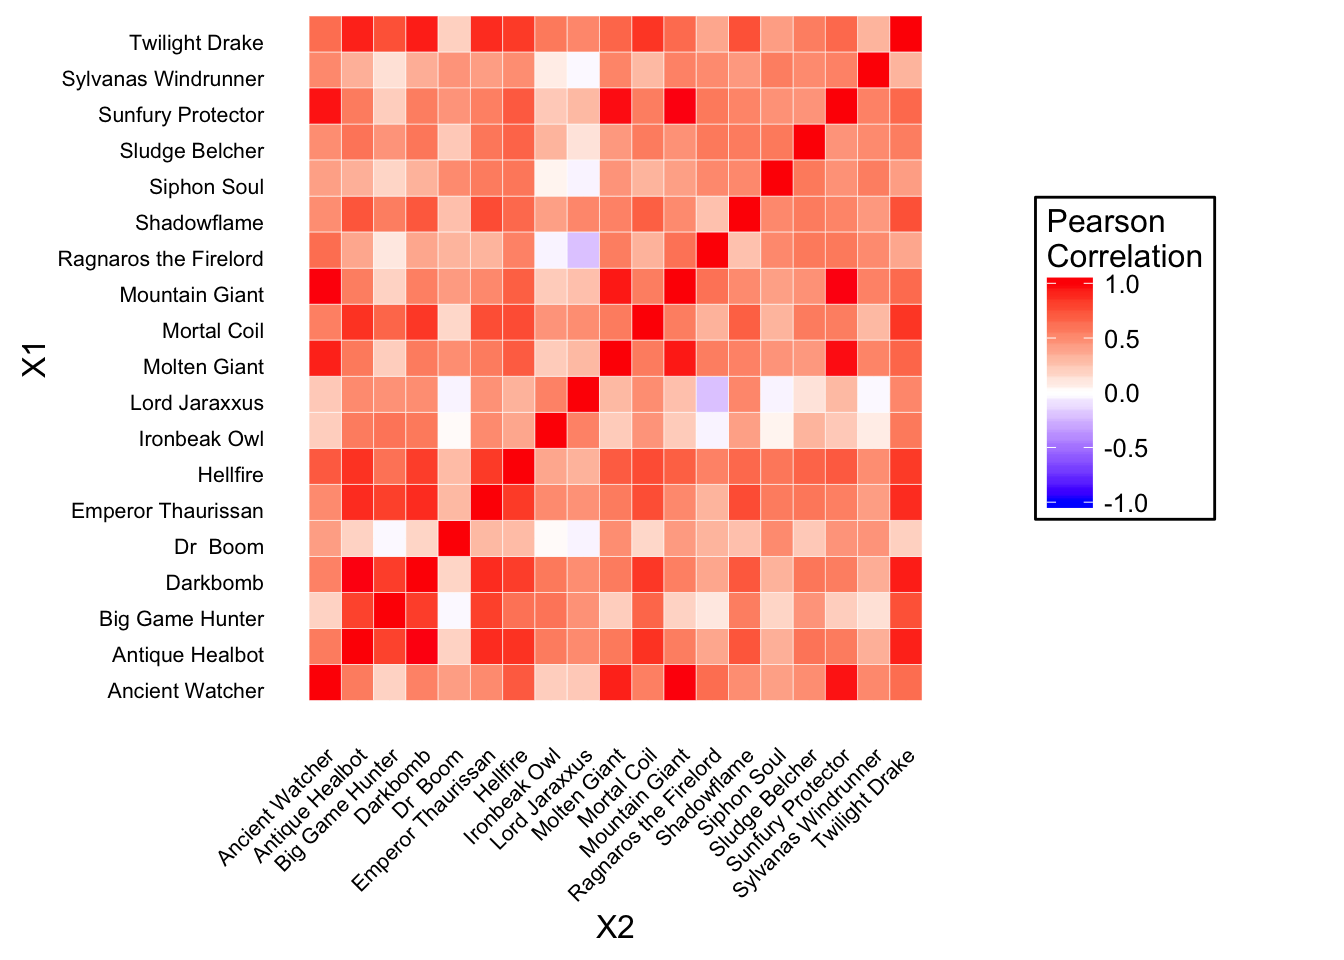 Twilight Drake
Sylvanas Windrunner
Sunfury Protector
Sludge Belcher
Siphon Soul
Shadowflame
Ragnaros the Firelord
Mountain Giant
Mortal Coil
Molten Giant
Lord Jaraxxus
Ironbeak Owl
Hellfire
Emperor Thaurissan
Dr  Boom
Darkbomb
Big Game Hunter
Antique Healbot
Ancient Watcher
X1
Ancient Watcher
Antique Healbot
Big Game Hunter
Darkbomb
Dr  Boom
Emperor Thaurissan
Hellfire
Ironbeak Owl
Lord Jaraxxus
Molten Giant
Mortal Coil
Mountain Giant
Ragnaros the Firelord
Shadowflame
Siphon Soul
Sludge Belcher
Sunfury Protector
Sylvanas Windrunner
Twilight Drake
X2
Pearson
Correlation
1.0
0.5
0.0
-0.5
-1.0